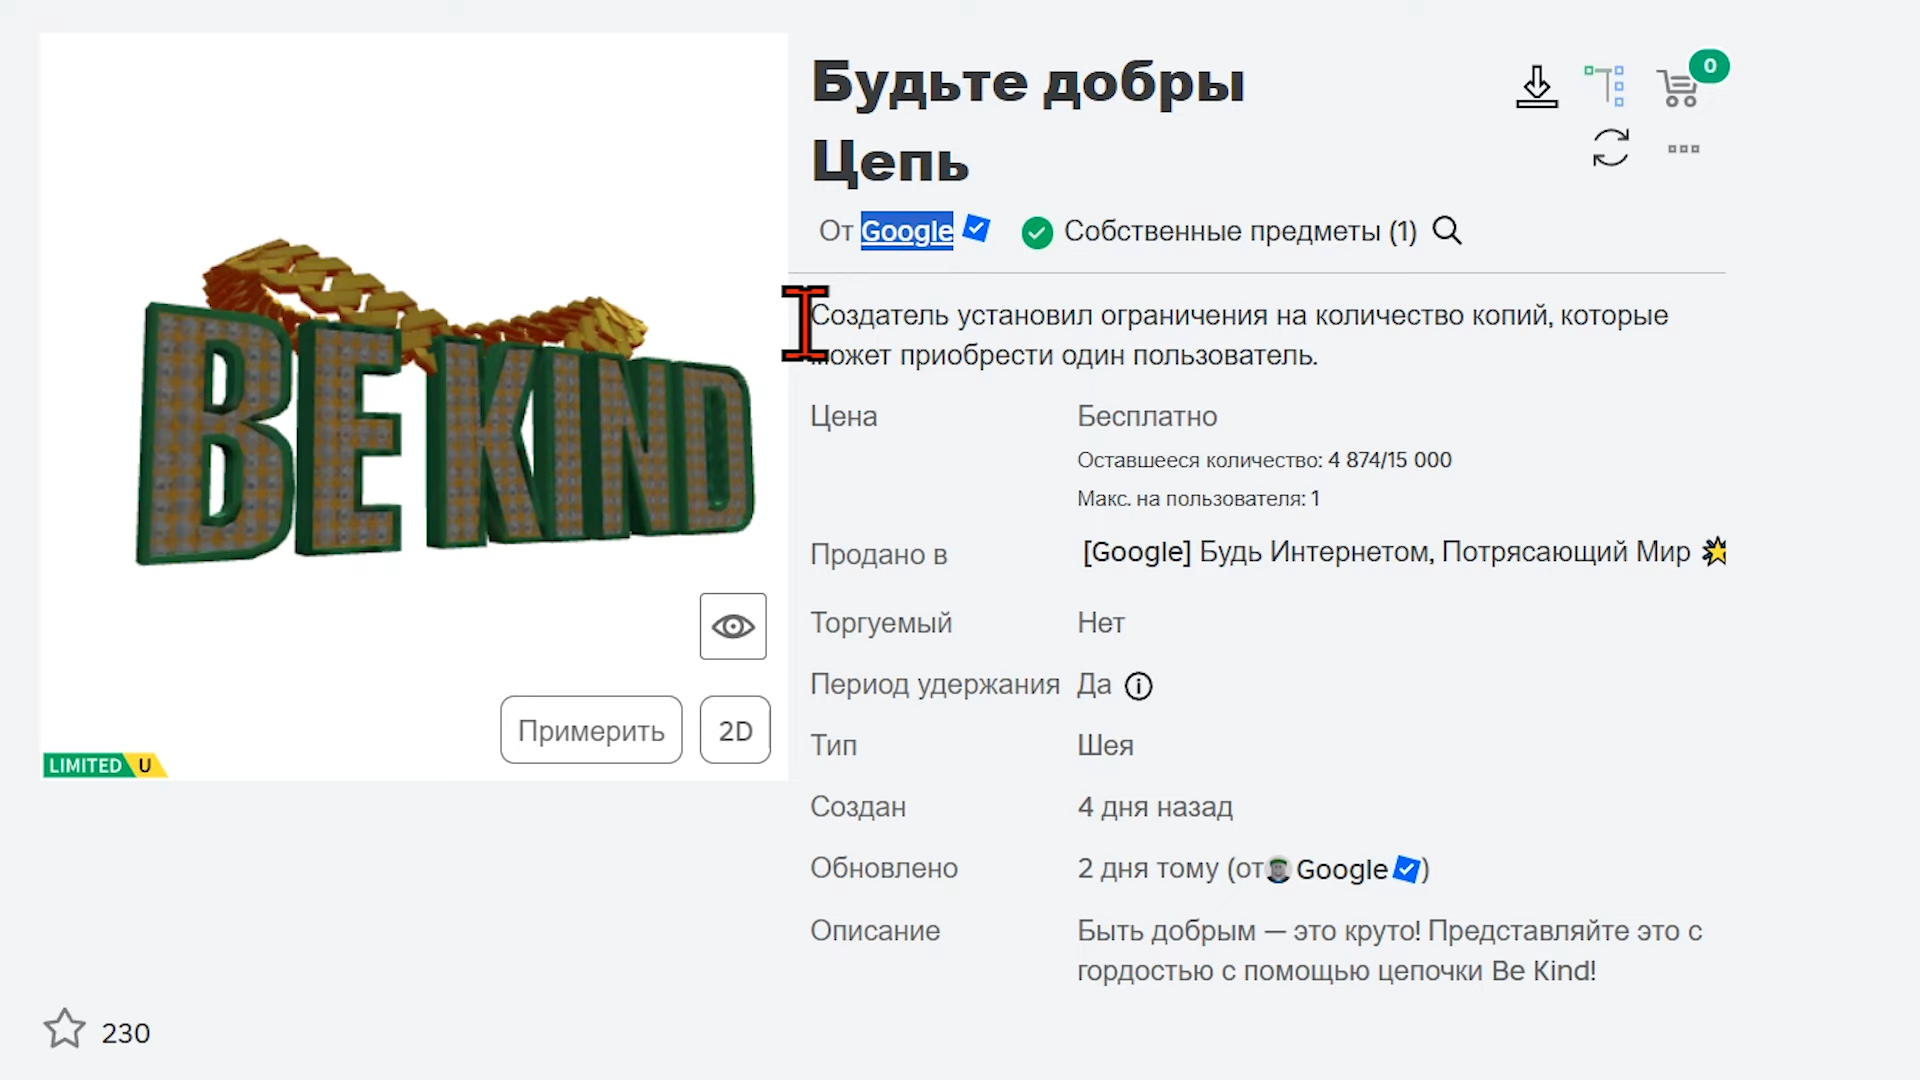 Будьте добры
Цепь
0
От Google
Собственные предметы (1)
Создатель установил ограничения на количество копий, которые
может приобрести один пользователь.
BE KIND
Цена
Бесплатно
Оставшееся количество: 4 874/15 000
Макс. на пользователя: 1
Продано в
[Google] Будь Интернетом, Потрясающий Мир
Торгуемый
Нет
Период удержания
Да
Примерить
2D
Тип
Шея
LIMITED U
Создан
4 дня назад
Обновлено
2 дня тому (от Google)
Описание
Быть добрым — это круто! Представляйте это с
гордостью с помощью цепочки Be Kind!
230